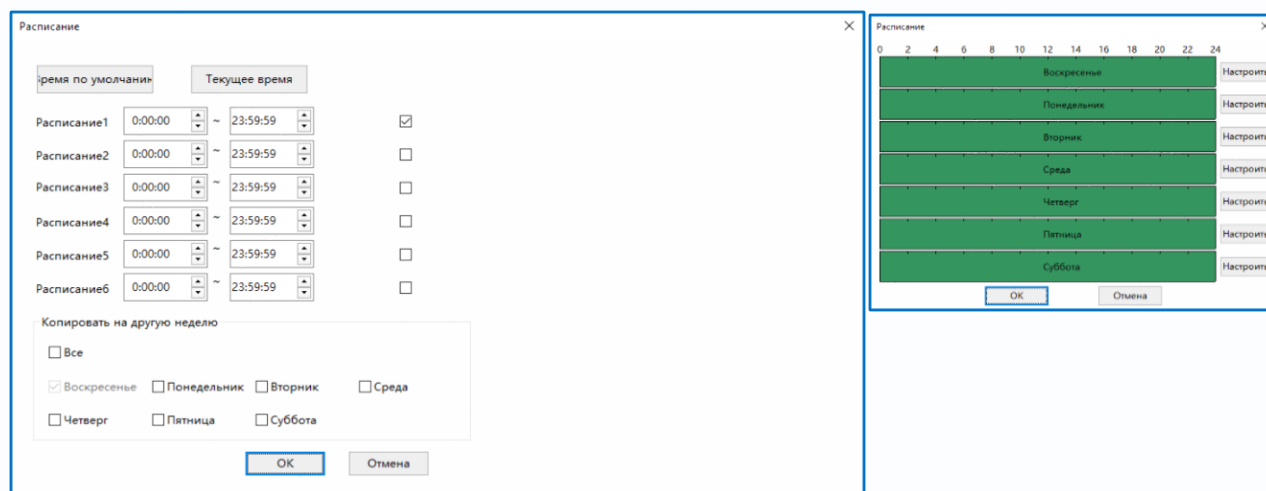 Расписание
время по умолчани
Текущее время
Расписание1 0:00:00 ~ 23:59:59
Расписание2 0:00:00 ~ 23:59:59
Расписание3 0:00:00 ~ 23:59:59
Расписание4 0:00:00 ~ 23:59:59
Расписание5 0:00:00 ~ 23:59:59
Расписание6 0:00:00 ~ 23:59:59
Копировать на другую неделю
Все
Воскресенье Понедельник Вторник Среда
Четверг Пятница Суббота
OK Отмена
Расписание
0 2 4 6 8 10 12 14 16 18 20 22 24
Воскресенье Настроить
Понедельник Настроить
Вторник Настроить
Среда Настроить
Четверг Настроить
Пятница Настроить
Суббота Настроить
OK Отмена